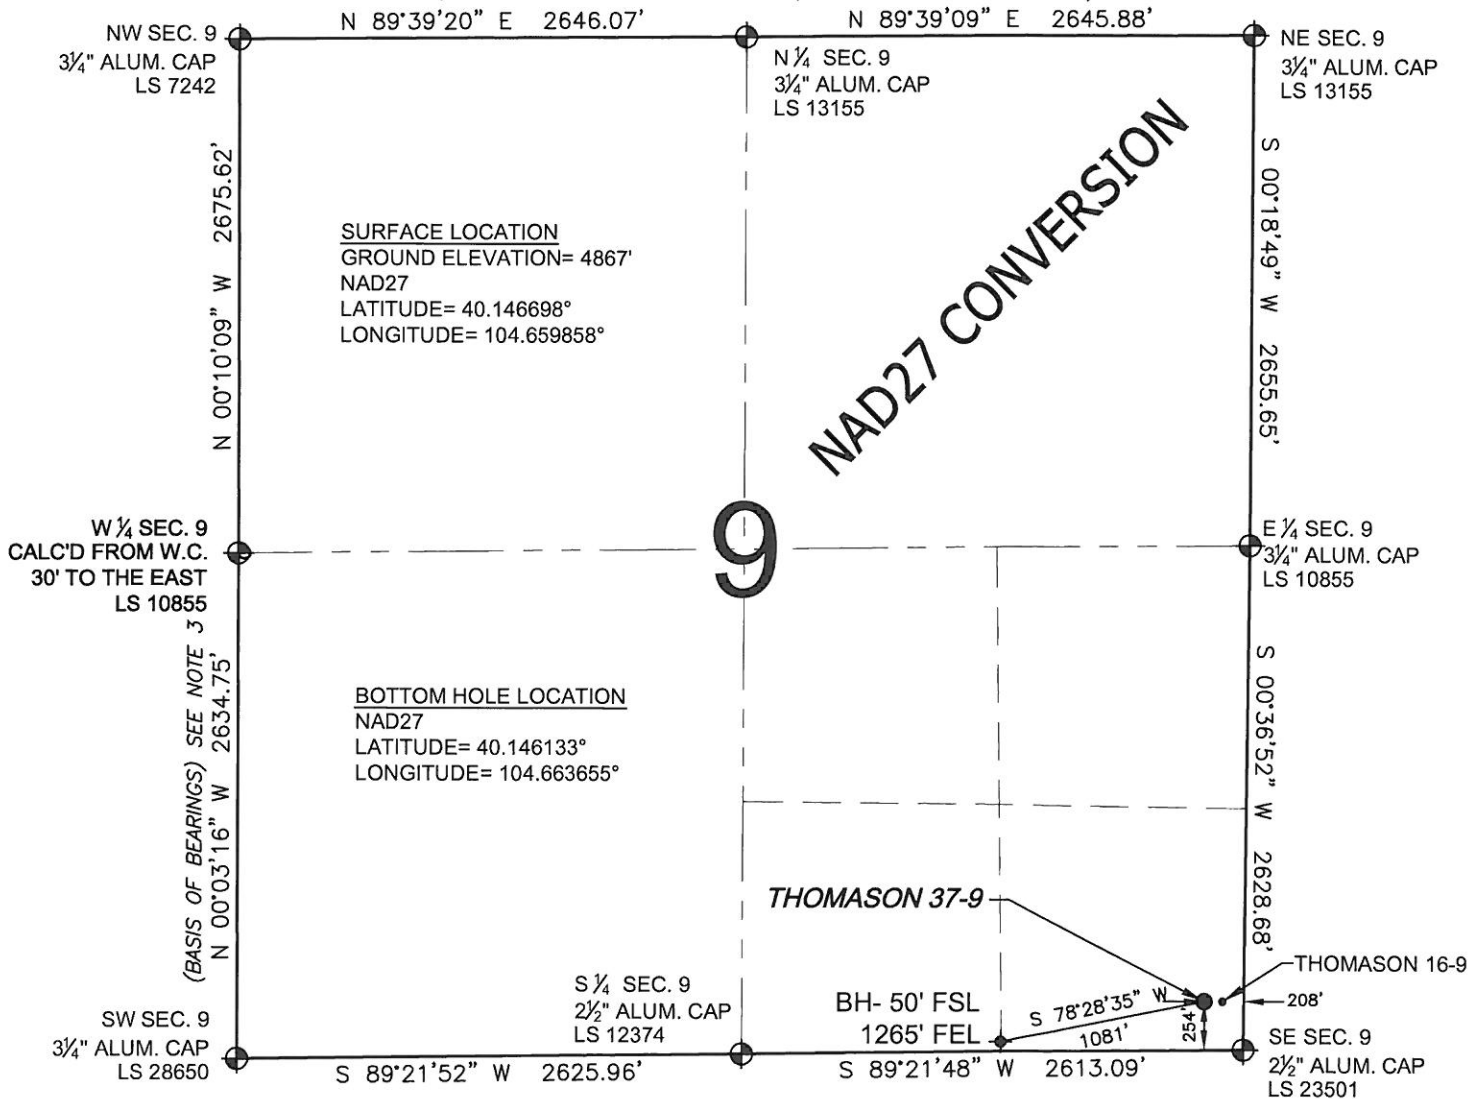 N 89°39'20" E 2646.07'
N 89°39'09" E 2645.88'
NW SEC. 9
3¼" ALUM. CAP
LS 7242
N ¼ SEC. 9
3¼" ALUM. CAP
LS 13155
NE SEC. 9
3¼" ALUM. CAP
LS 13155
N 00°10'09" W 2675.62'
SURFACE LOCATION
GROUND ELEVATION= 4867'
NAD27
LATITUDE= 40.146698°
LONGITUDE= 104.659858°
NAD27 CONVERSION
S 00°18'49" W 2655.65'
W ¼ SEC. 9
CALC'D FROM W.C.
30' TO THE EAST
LS 10855
9
E ¼ SEC. 9
3¼" ALUM. CAP
LS 10855
(BASIS OF BEARINGS) SEE NOTE 3
N 00°03'16" W 2634.75'
BOTTOM HOLE LOCATION
NAD27
LATITUDE= 40.146133°
LONGITUDE= 104.663655°
S 00°36'52" W 2628.68'
THOMASON 37-9
THOMASON 16-9
208'
254'
S 78°28'35" W
1081'
BH- 50' FSL
1265' FEL
SW SEC. 9
3¼" ALUM. CAP
LS 28650
S ¼ SEC. 9
2½" ALUM. CAP
LS 12374
SE SEC. 9
2½" ALUM. CAP
LS 23501
S 89°21'52" W 2625.96'
S 89°21'48" W 2613.09'